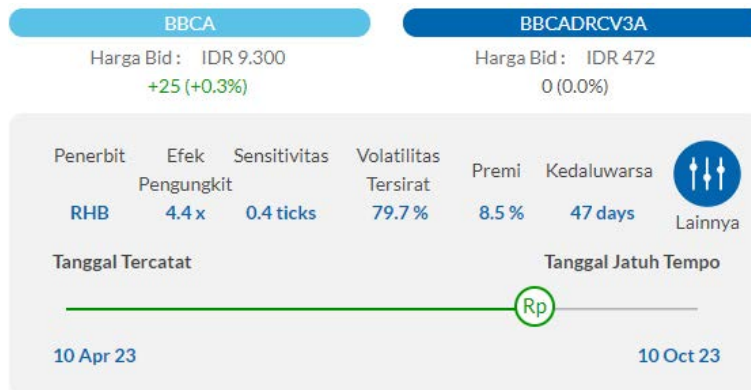 BBCA
BBCADRCV3A
Harga Bid : IDR 9.300
Harga Bid : IDR 472
+25 (+0.3%)
0 (0.0%)
Penerbit
Efek Pengungkit
Sensitivitas
Volatilitas Tersirat
Premi
Kedaluwarsa
RHB
4.4 x
0.4 ticks
79.7 %
8.5 %
47 days
Lainnya
Tanggal Tercatat
Tanggal Jatuh Tempo
Rp
10 Apr 23
10 Oct 23